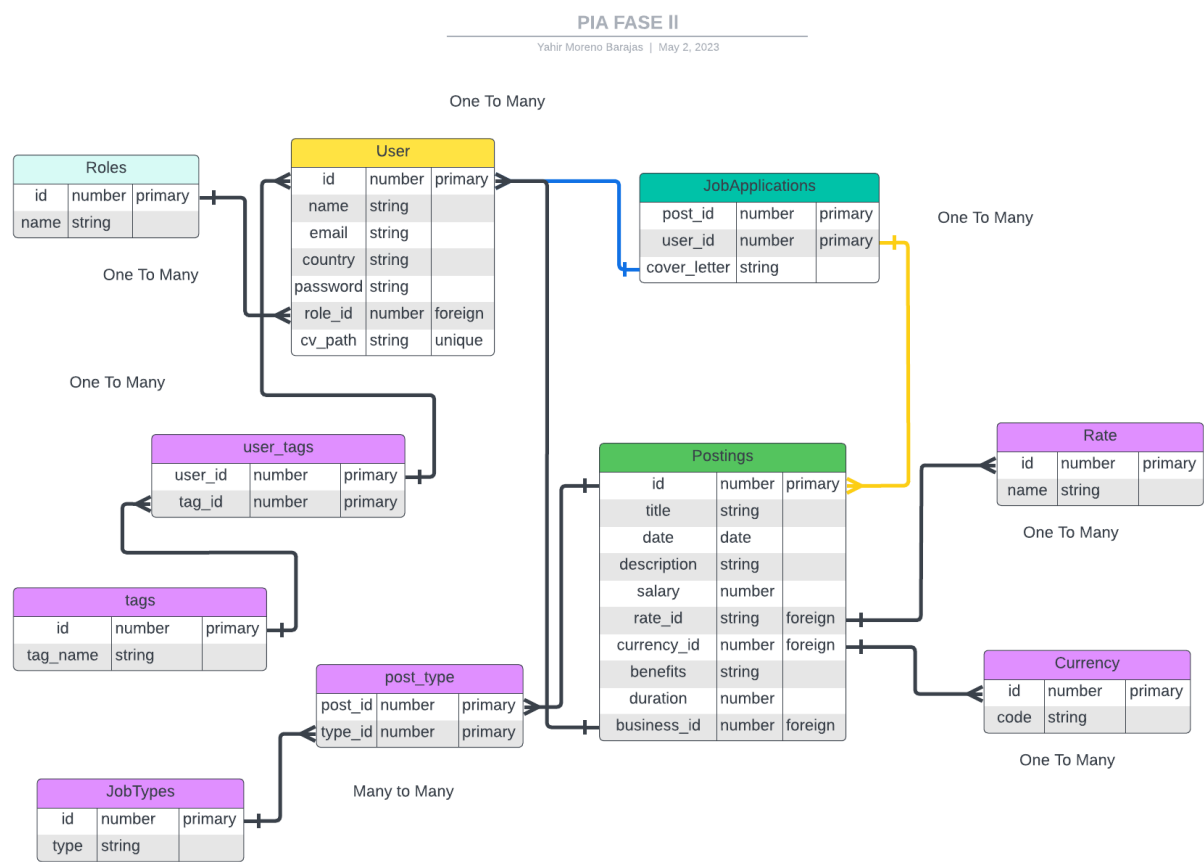 PIA FASE II
Yahir Moreno Barajas | May 2, 2023
One To Many
Roles
id number primary
name string
One To Many
User
id number primary
name string
email string
country string
password string
role_id number foreign
cv_path string unique
JobApplications
post_id number primary
user_id number primary
cover_letter string
One To Many
One To Many
user_tags
user_id number primary
tag_id number primary
tags
id number primary
tag_name string
Postings
id number primary
title string
date date
description string
salary number
rate_id string foreign
currency_id number foreign
benefits string
duration number
business_id number foreign
Rate
id number primary
name string
One To Many
Currency
id number primary
code string
One To Many
post_type
post_id number primary
type_id number primary
Many to Many
JobTypes
id number primary
type string